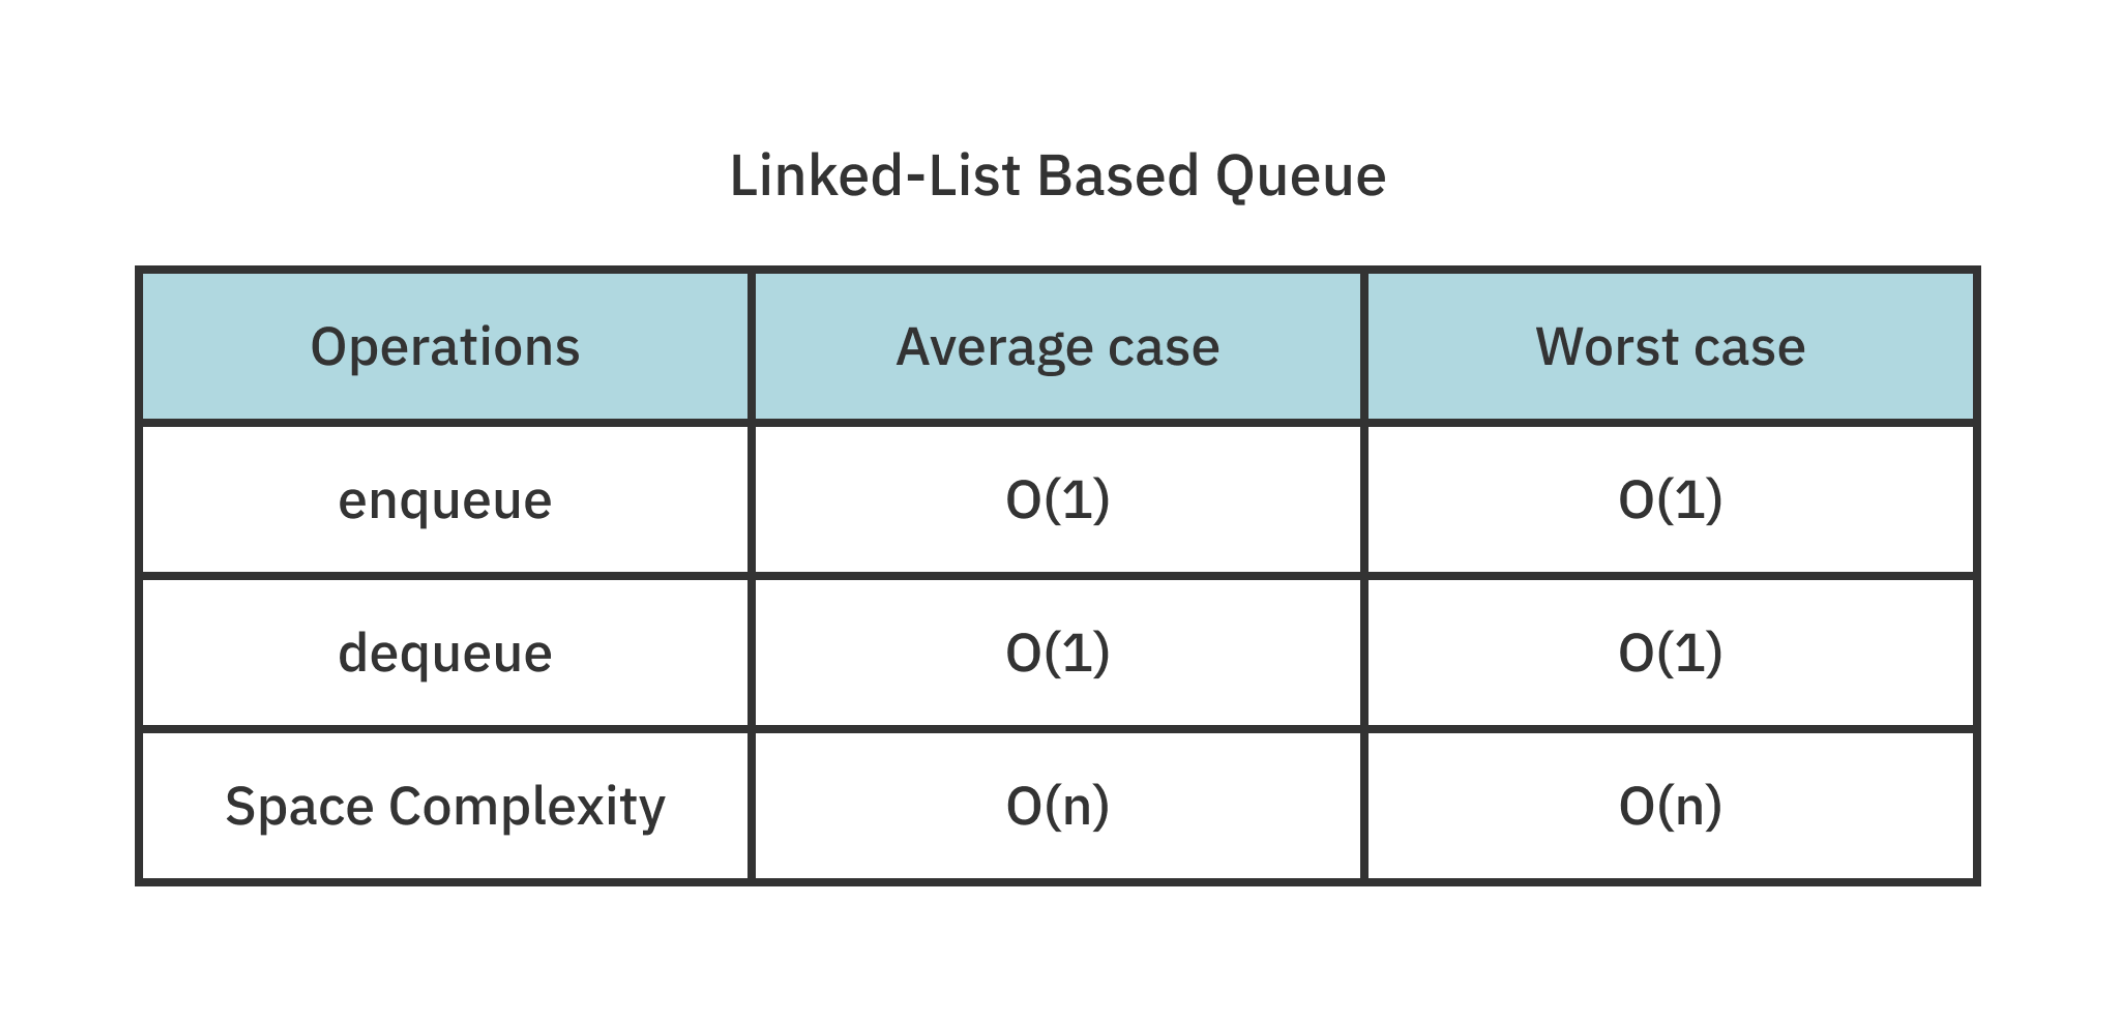 Linked-List Based Queue
Operations Average case Worst case
enqueue O(1) O(1)
dequeue O(1) O(1)
Space Complexity O(n) O(n)